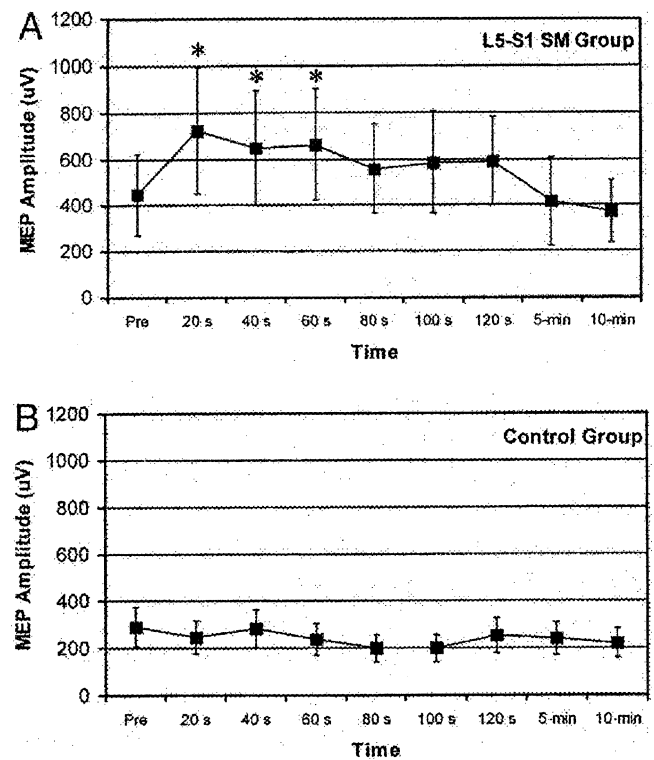 A
L5-S1 SM Group
MEP Amplitude (uV)
1200
1000
800
600
400
200
0
* * *
Pre 20 s 40 s 60 s 80 s 100 s 120 s 5-min 10-min
Time
B
Control Group
MEP Amplitude (uV)
1200
1000
800
600
400
200
0
Pre 20 s 40 s 60 s 80 s 100 s 120 s 5-min 10-min
Time